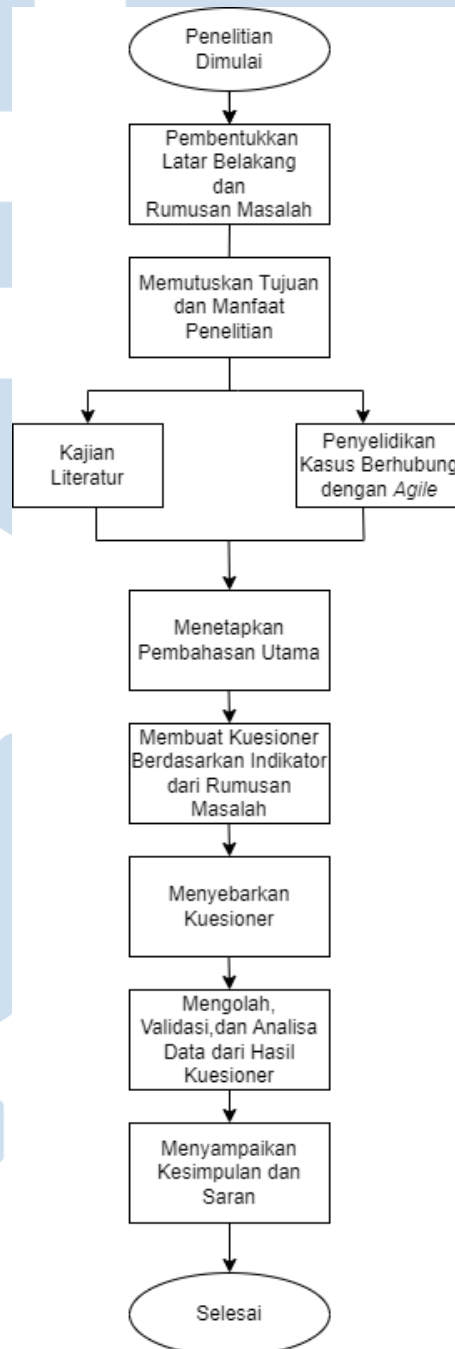 Penelitian
Dimulai
Pembentukkan
Latar Belakang
dan
Rumusan Masalah
Memutuskan Tujuan
dan Manfaat
Penelitian
Kajian
Literatur
Penyelidikan
Kasus Berhubung
dengan Agile
Menetapkan
Pembahasan Utama
Membuat Kuesioner
Berdasarkan Indikator
dari Rumusan
Masalah
Menyebarkan
Kuesioner
Mengolah,
Validasi,dan Analisa
Data dari Hasil
Kuesioner
Menyampaikan
Kesimpulan dan
Saran
Selesai